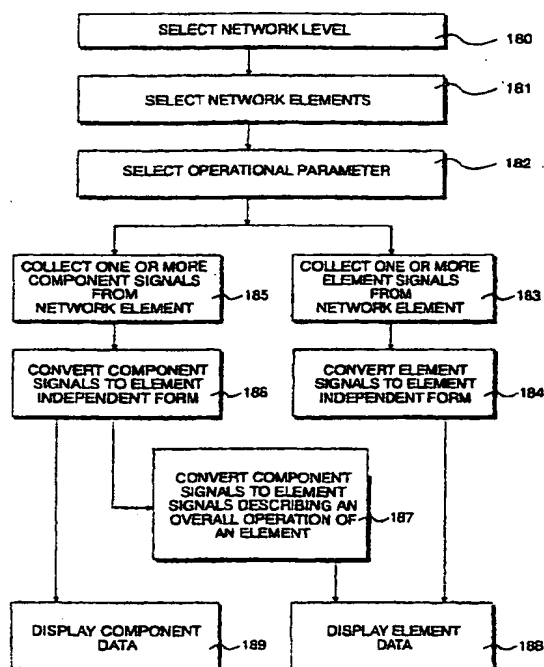 SELECT NETWORK LEVEL
180
SELECT NETWORK ELEMENTS
181
SELECT OPERATIONAL PARAMETER
182
COLLECT ONE OR MORE
COMPONENT SIGNALS
FROM
NETWORK ELEMENT
185
COLLECT ONE OR MORE
ELEMENT SIGNALS
FROM
NETWORK ELEMENT
183
CONVERT COMPONENT
SIGNALS TO ELEMENT
INDEPENDENT FORM
186
CONVERT ELEMENT
SIGNALS TO ELEMENT
INDEPENDENT FORM
184
CONVERT COMPONENT
SIGNALS TO ELEMENT
SIGNALS DESCRIBING AN
OVERALL OPERATION OF
AN ELEMENT
187
DISPLAY COMPONENT
DATA
189
DISPLAY ELEMENT
DATA
188